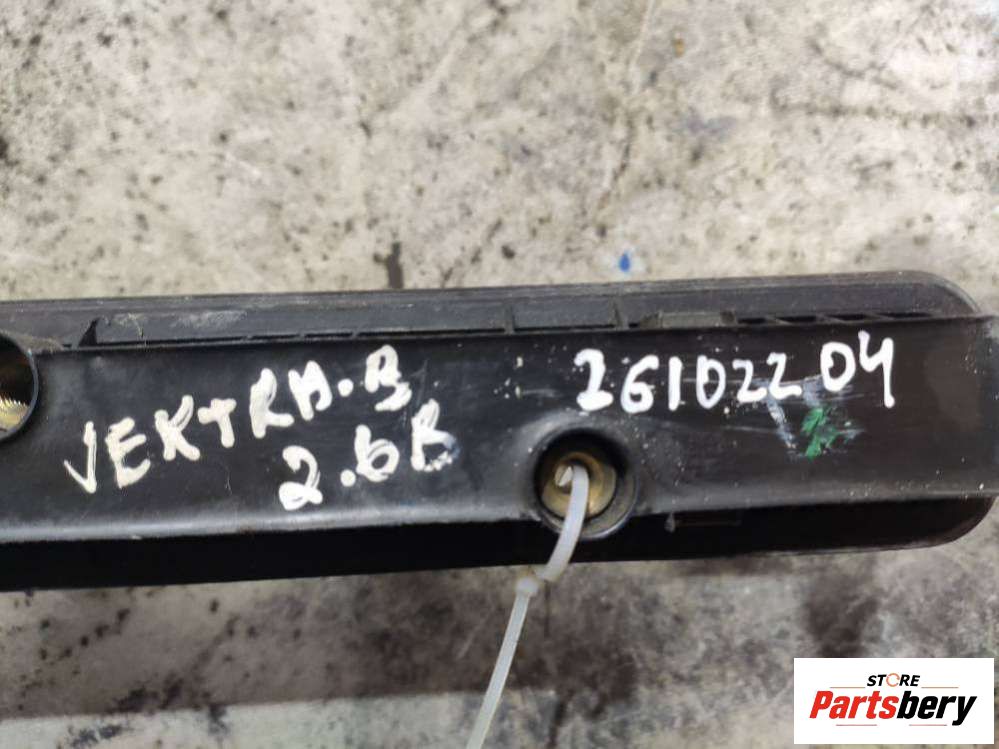 VEKTRA.B
2.6B
26102204
STORE
Partsbery